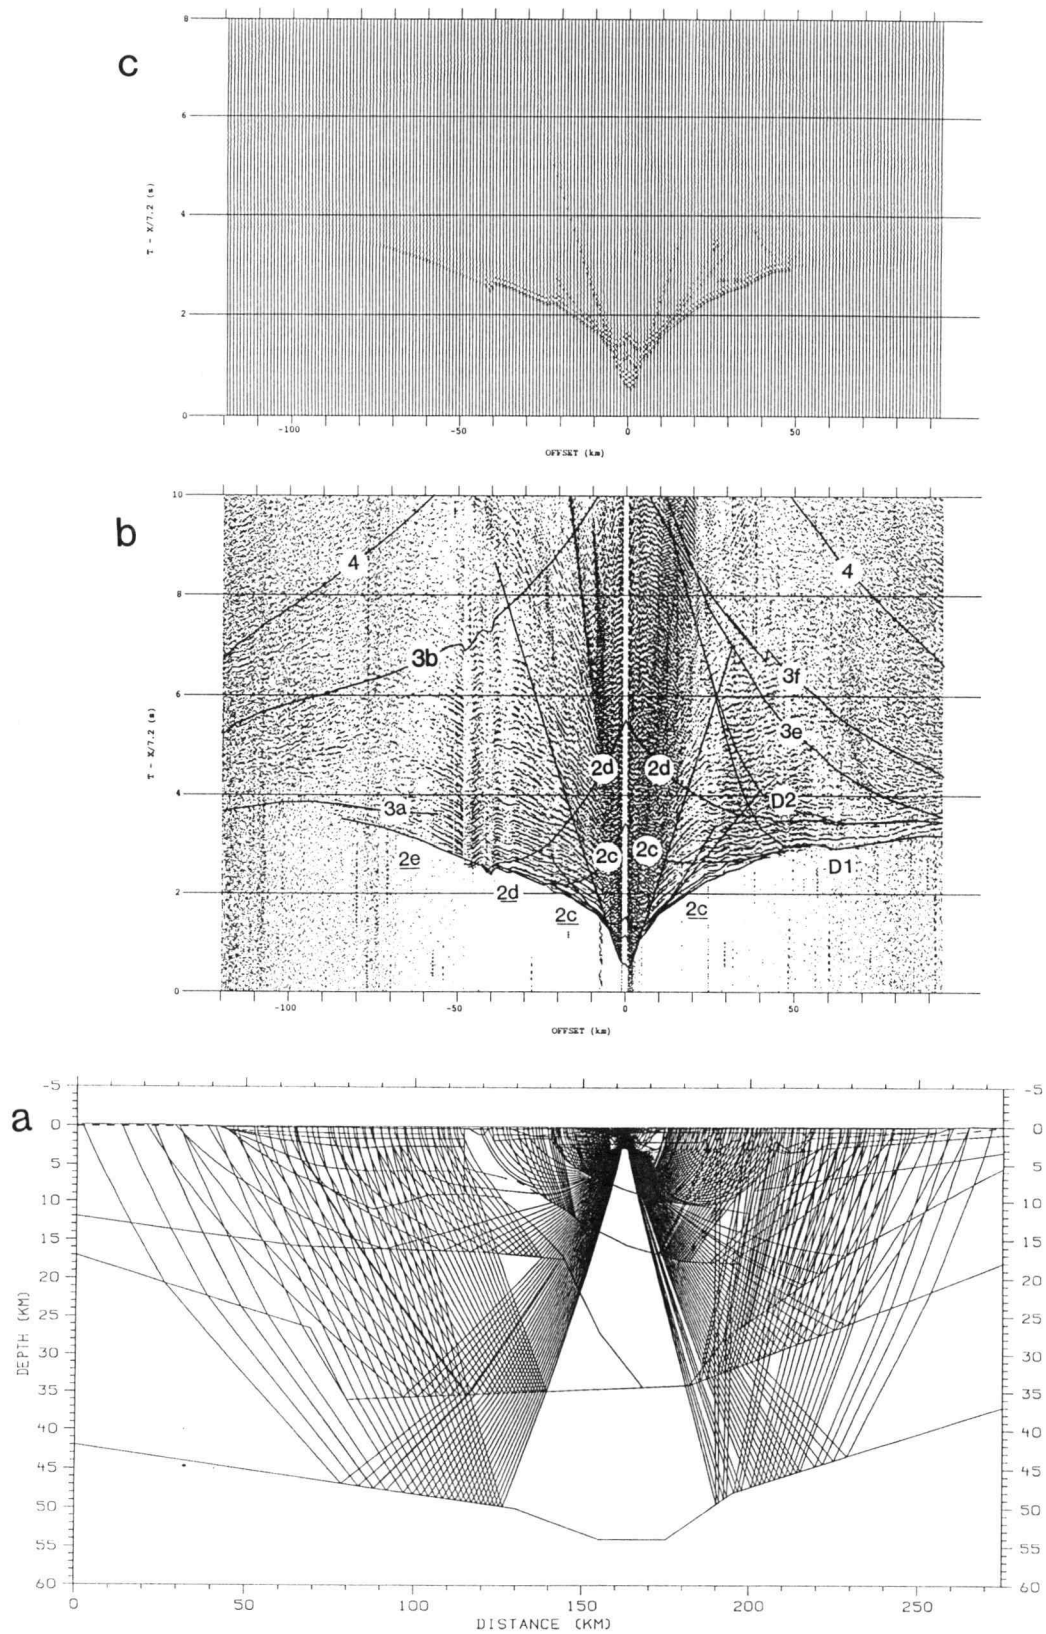 c
8
6
4
2
0
T - X/7.2 (s)
-100 -50 0 50
OFFSET (km)
b
10
8
6
4
2
0
T - X/7.2 (s)
4 4
3b
3f
3e
2d 2d
D2
3a
2c 2c
2e
D1
2d
2c 2c
-100 -50 0 50
OFFSET (km)
a
-5 -5
0 0
5 5
10 10
15 15
20 20
25 25
30 30
35 35
40 40
45 45
50 50
55 55
60 60
DEPTH (KM)
0 50 100 150 200 250
DISTANCE (KM)